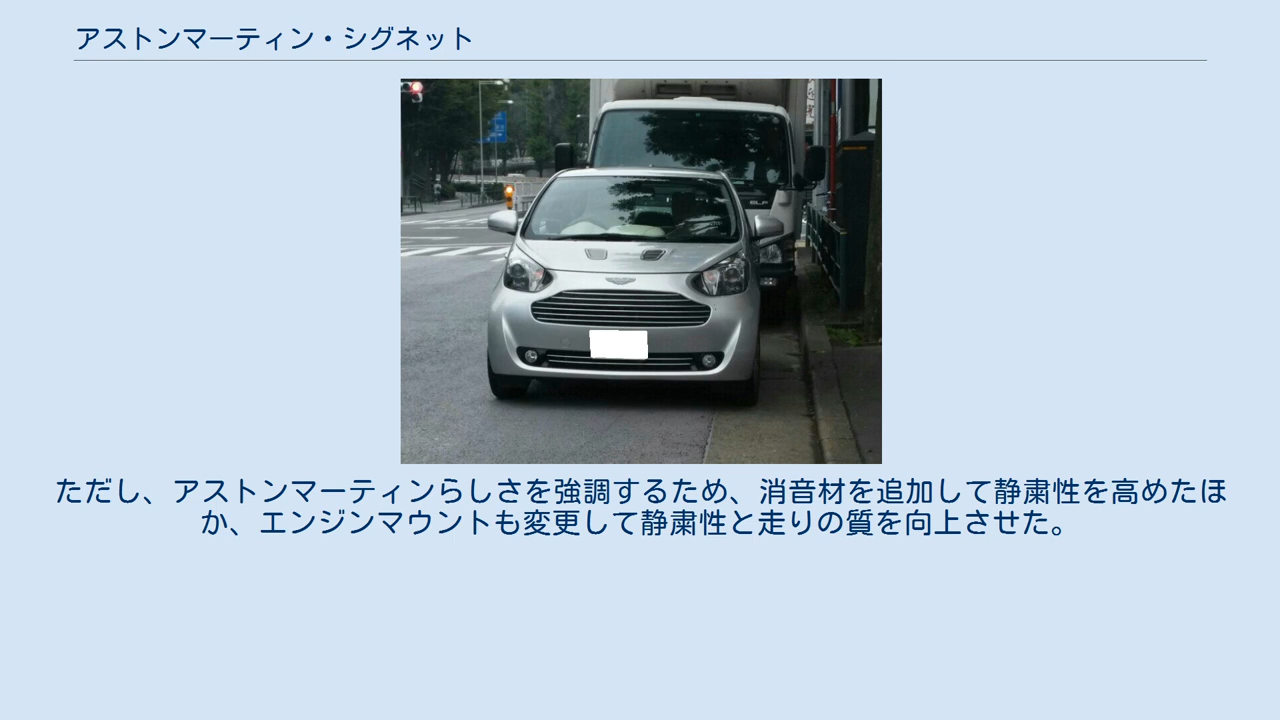 アストンマーティン・シグネット
ELF
ただし、アストンマーティンらしさを強調するため、消音材を追加して静粛性を高めたほ
か、エンジンマウントも変更して静粛性と走りの質を向上させた。